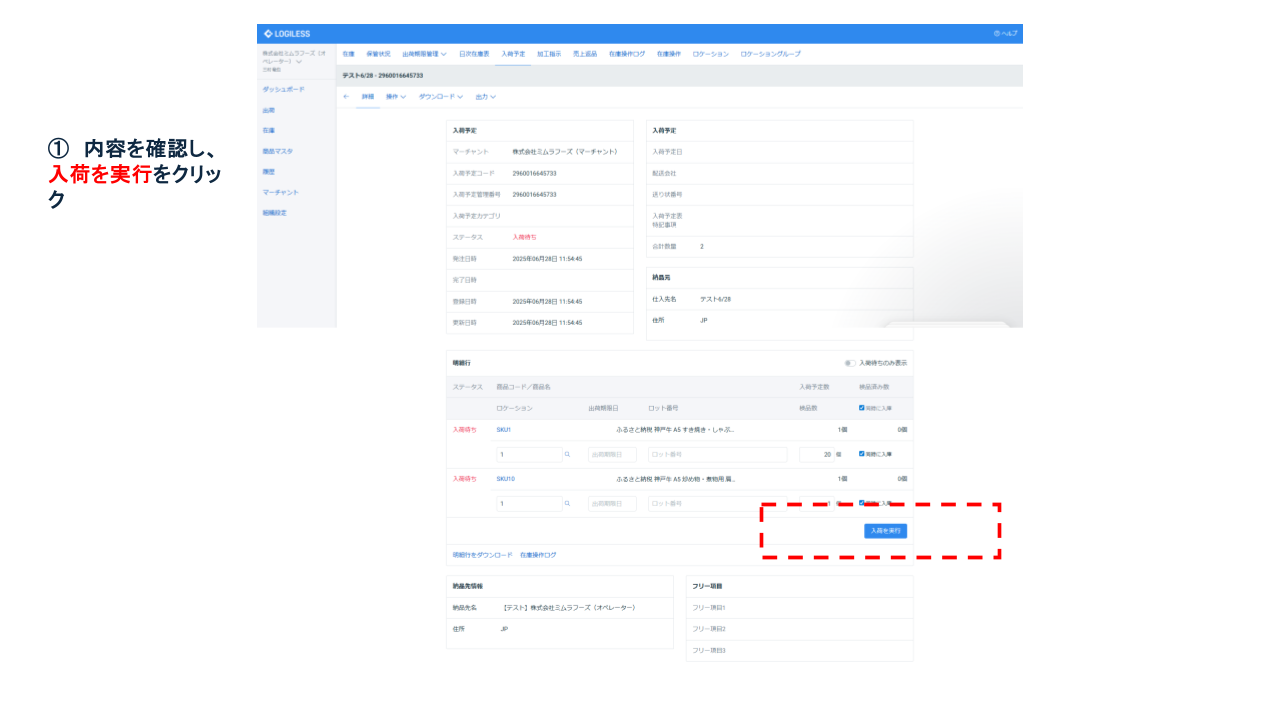 ① 内容を確認し、
入荷を実行をクリッ
ク
LOGILESS
ヘルプ
株式会社ミムラフーズ（オ
ペレーター）
ダッシュボード
出荷
在庫
商品マスタ
履歴
マーチャント
組織設定
在庫 保管状況 出荷期限管理 日次在庫表 入荷予定 加工指示 売上返品 在庫操作ログ 在庫操作 ロケーション ロケーショングループ
テスト6/28 - 2960016645733
← 詳細 操作 ダウンロード 出力
入荷予定
マーチャント 株式会社ミムラフーズ（マーチャント）
入荷予定コード 2960016645733
入荷予定管理番号 2960016645733
入荷予定カテゴリ
ステータス 入荷待ち
発注日時 2025年06月28日 11:54:45
完了日時
登録日時 2025年06月28日 11:54:45
更新日時 2025年06月28日 11:54:45
入荷予定
入荷予定日
配送会社
送り状番号
入荷予定表
特記事項
合計数量 2
納品元
仕入先名 テスト6/28
住所 JP
明細行 入荷待ちのみ表示
ステータス 商品コード／商品名 入荷予定数 検品済み数
ロケーション 出荷期限日 ロット番号 検品数 実際に入庫
入荷待ち SKU1 ふるさと納税 神戸牛 A5 すき焼き・しゃぶ... 1個 0個
1 出荷期限日 ロット番号 20 個 実際に入庫
入荷待ち SKU10 ふるさと納税 神戸牛 A5 炒め物・煮物用 肩... 1個 0個
1 出荷期限日 ロット番号 1 個 実際に入庫
入荷を実行
明細行をダウンロード 在庫操作ログ
納品先情報
納品先名 【テスト】株式会社ミムラフーズ（オペレーター）
住所 JP
フリー項目
フリー項目1
フリー項目2
フリー項目3